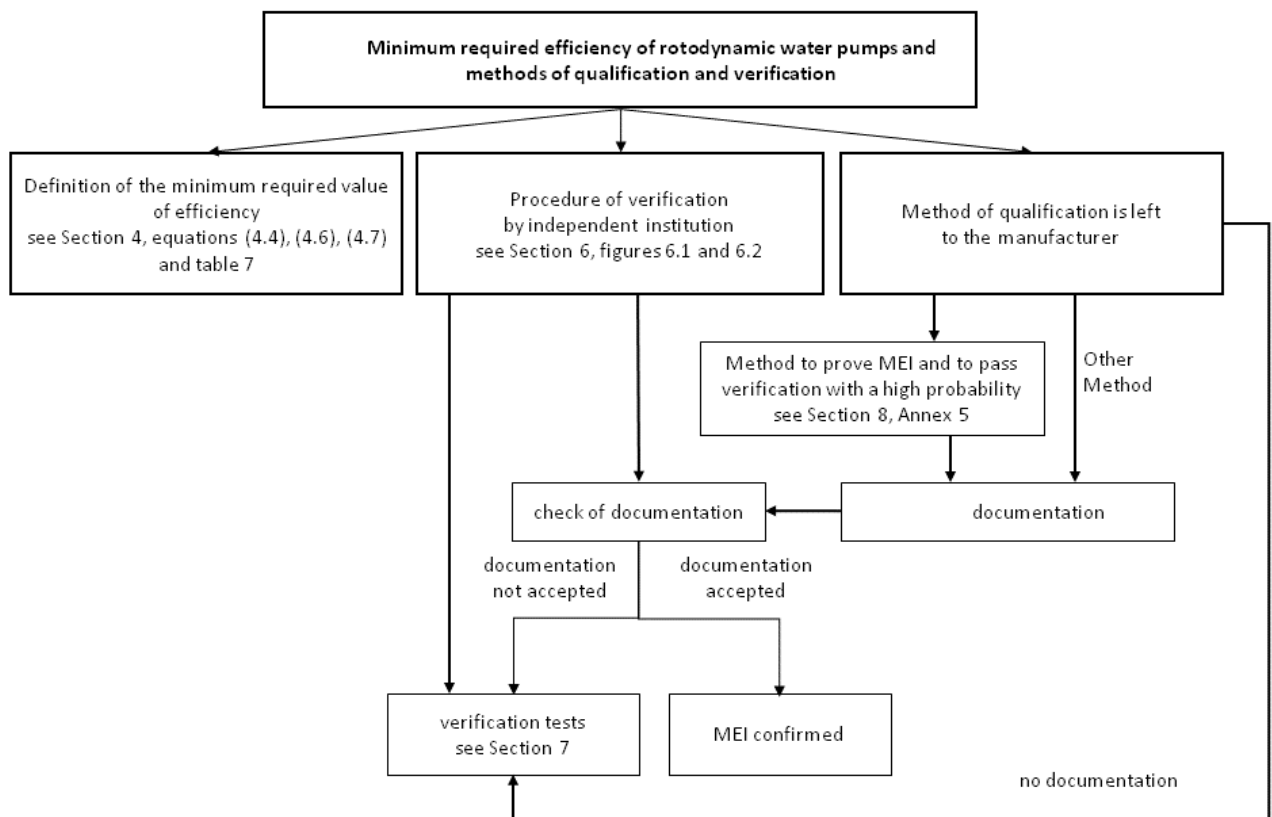 Minimum required efficiency of rotodynamic water pumps and
methods of qualification and verification
Definition of the minimum required value
of efficiency
see Section 4, equations (4.4), (4.6), (4.7)
and table 7
Procedure of verification
by independent institution
see Section 6, figures 6.1 and 6.2
Method of qualification is left
to the manufacturer
Method to prove MEI and to pass
verification with a high probability
see Section 8, Annex 5
Other
Method
check of documentation
documentation
documentation
not accepted
documentation
accepted
verification tests
see Section 7
MEI confirmed
no documentation